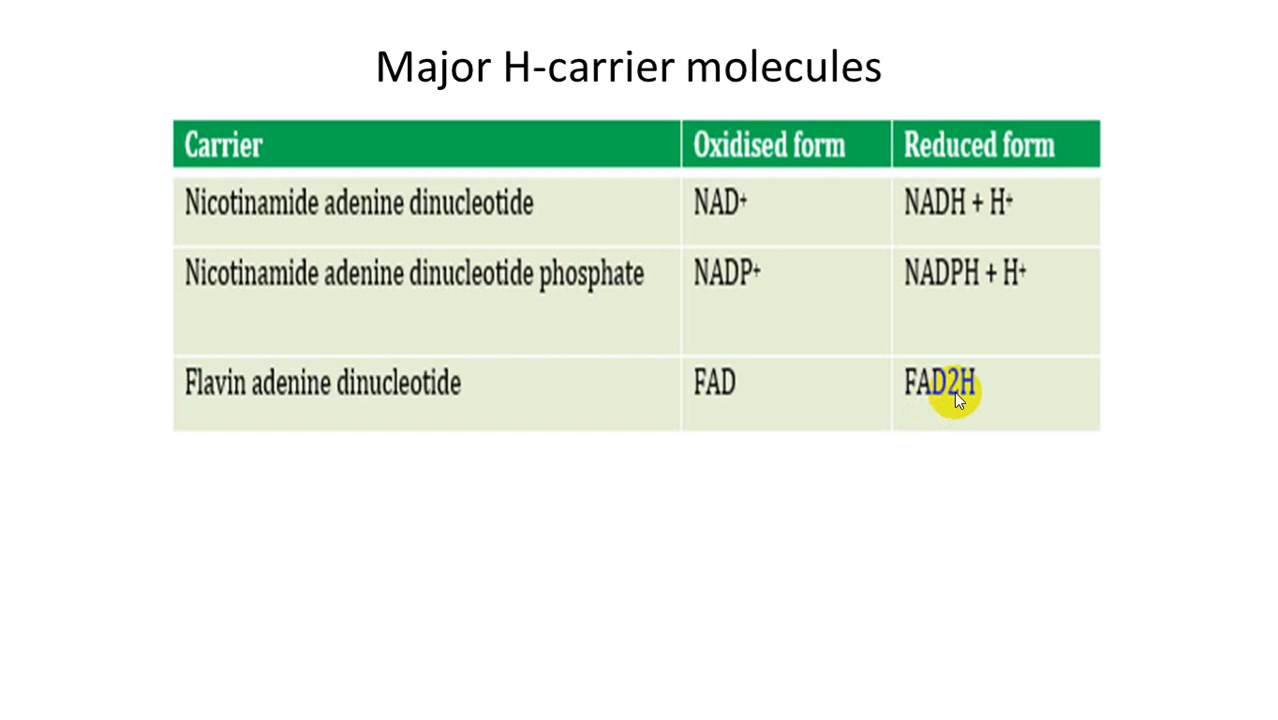 Major H-carrier molecules
Carrier Oxidised form Reduced form
Nicotinamide adenine dinucleotide NAD⁺ NADH + H⁺
Nicotinamide adenine dinucleotide phosphate NADP⁺ NADPH + H⁺
Flavin adenine dinucleotide FAD FAD2H